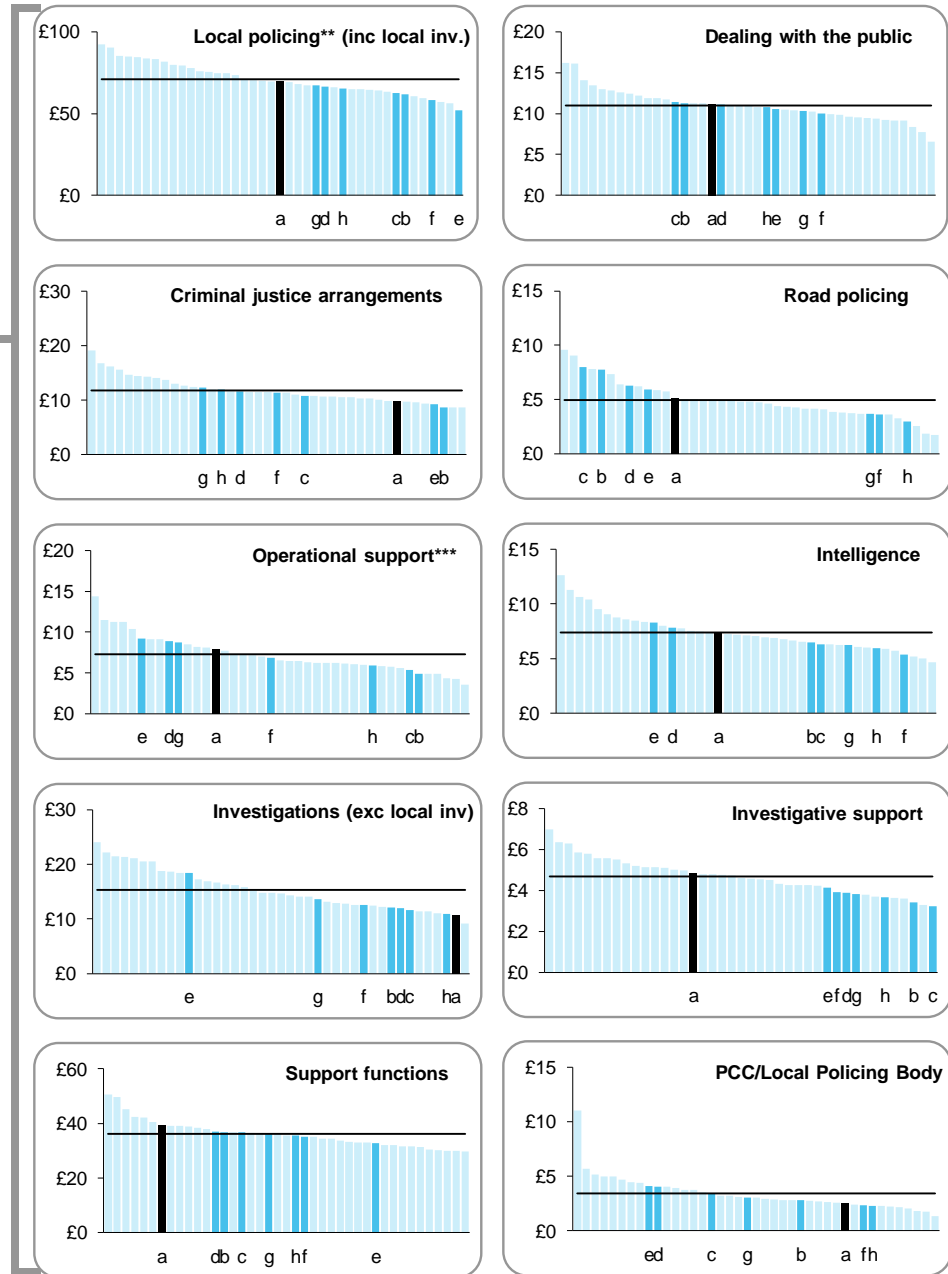 Local policing** (inc local inv.)
£100
£50
£0
a gd h cb f e
Dealing with the public
£20
£15
£10
£5
£0
cb ad he g f
Criminal justice arrangements
£30
£20
£10
£0
g h d f c a eb
Road policing
£15
£10
£5
£0
c b d e a gf h
Operational support***
£20
£15
£10
£5
£0
e dg a f h cb
Intelligence
£15
£10
£5
£0
e d a bc g h f
Investigations (exc local inv)
£30
£20
£10
£0
e g f bdc ha
Investigative support
£8
£6
£4
£2
£0
a efdg h b c
Support functions
£60
£40
£20
£0
a db c g hf e
PCC/Local Policing Body
£15
£10
£5
£0
ed c g b a fh